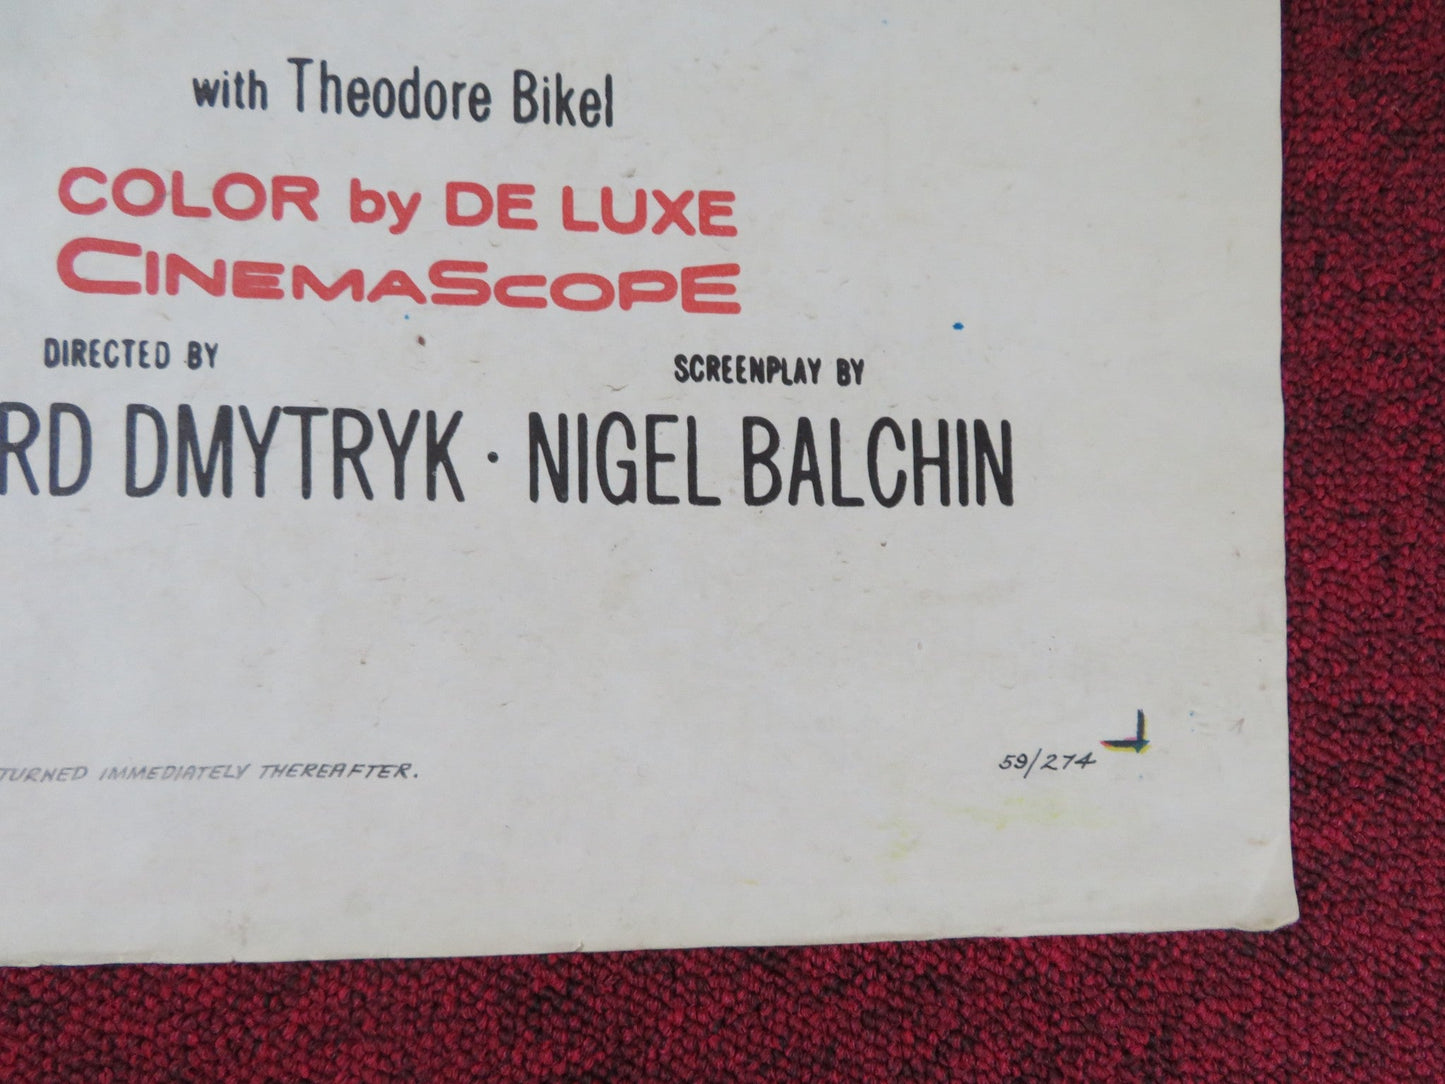 with Theodore Bikel
COLOR by DE LUXE
CINEMASCOPE
DIRECTED BY SCREENPLAY BY
RD DMYTRYK · NIGEL BALCHIN
TURNED IMMEDIATELY THEREAFTER.
59/274